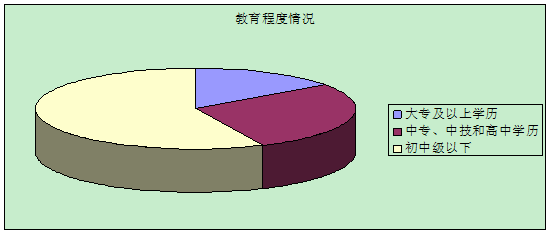 教育程度情况
大专及以上学历
中专、中技和高中学历
初中级以下